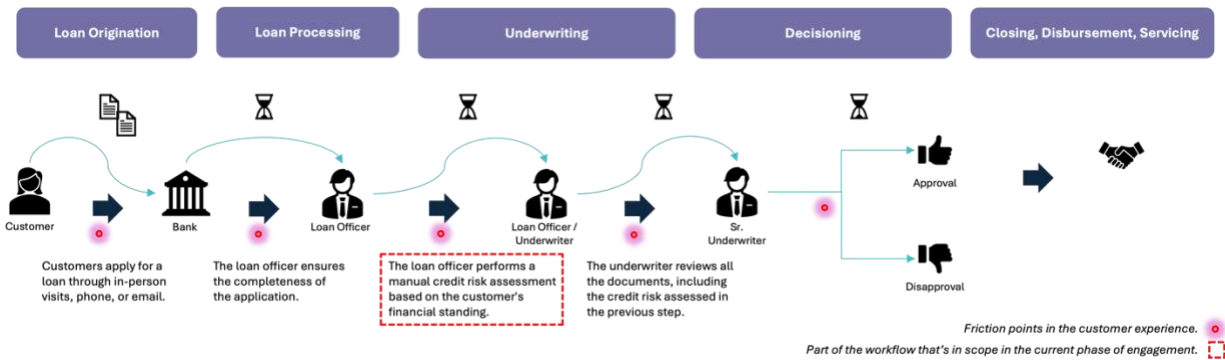 Loan Origination
Loan Processing
Underwriting
Decisioning
Closing, Disbursement, Servicing
Customer
Bank
Loan Officer
Loan Officer /
Underwriter
Sr.
Underwriter
Approval
Disapproval
Customers apply for a
loan through in-person
visits, phone, or email.
The loan officer ensures
the completeness of
the application.
The loan officer performs a
manual credit risk assessment
based on the customer's
financial standing.
The underwriter reviews all
the documents, including
the credit risk assessed in
the previous step.
Friction points in the customer experience.
Part of the workflow that's in scope in the current phase of engagement.